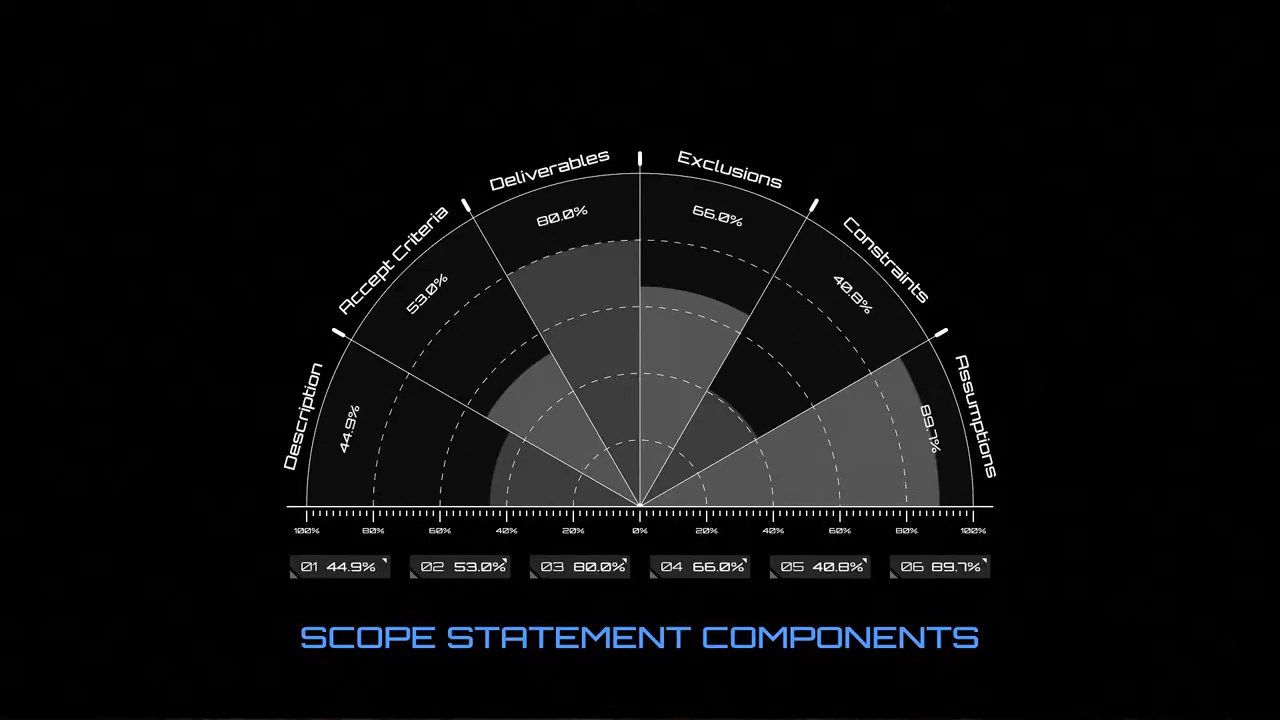 Deliverables
Exclusions
Accept Criteria
Constraints
Description
Assumptions
80.0%
66.0%
53.0%
40.8%
44.9%
89.7%
100% 80% 60% 40% 20% 0% 20% 40% 60% 80% 100%
01 44.9% 02 53.0% 03 80.0% 04 66.0% 05 40.8% 06 89.7%
SCOPE STATEMENT COMPONENTS